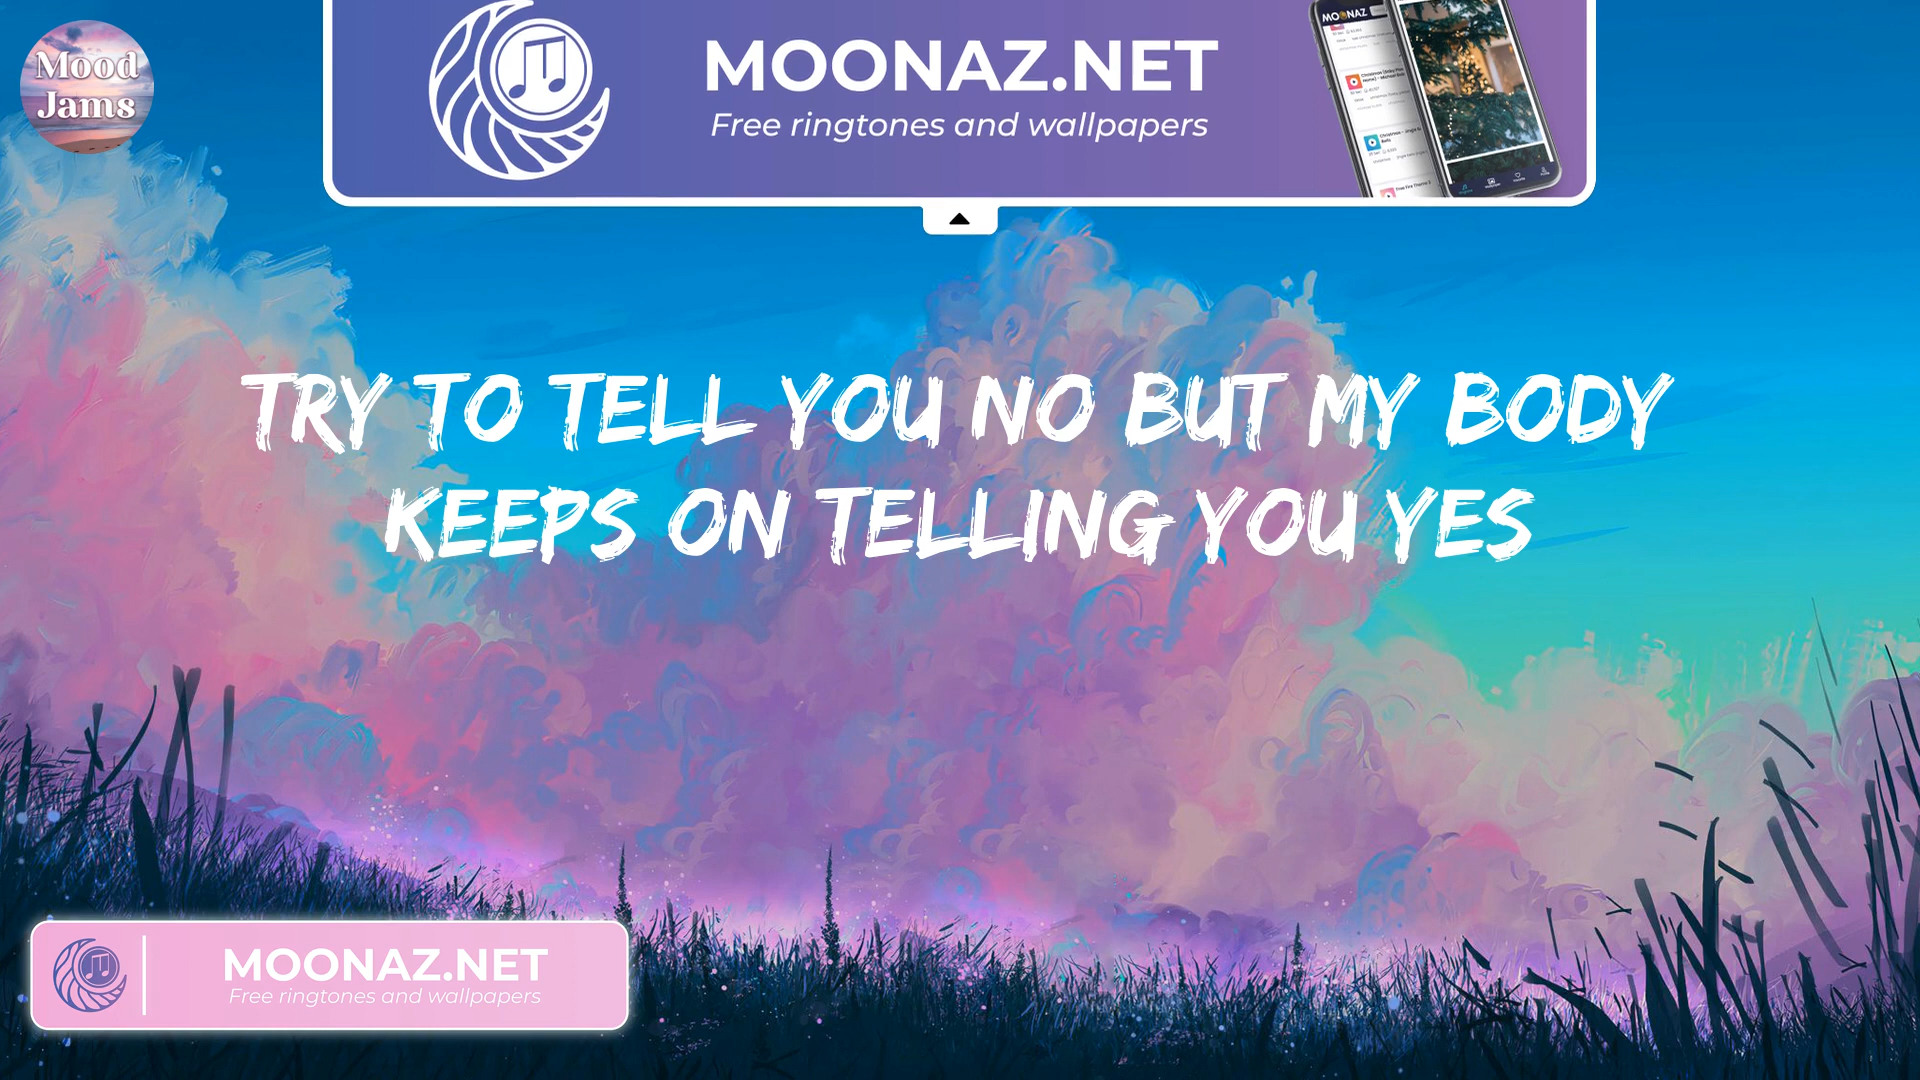 Mood
Jams
MOONAZ.NET
Free ringtones and wallpapers
MOONAZ
TRY TO TELL YOU NO BUT MY BODY
KEEPS ON TELLING YOU YES
MOONAZ.NET
Free ringtones and wallpapers